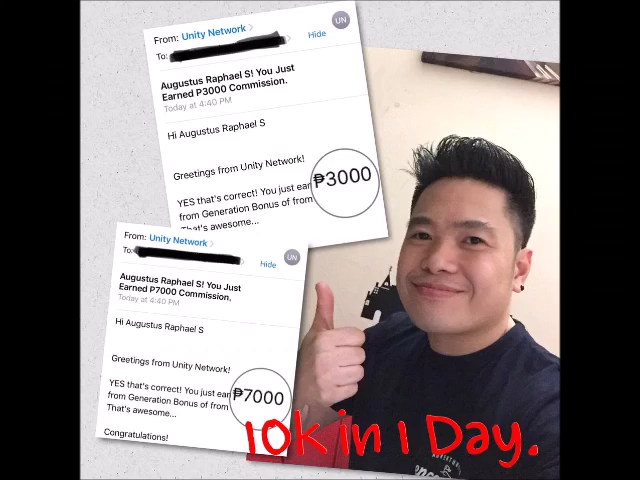 From: Unity Network >
UN
To:
Hide
Augustus Raphael S! You Just
Earned P3000 Commission.
Today at 4:40 PM
Hi Augustus Raphael S
Greetings from Unity Network!
YES that's correct! You just ear
from Generation Bonus of from
That's awesome...
₱3000
From: Unity Network >
UN
To:
Hide
Augustus Raphael S! You Just
Earned P7000 Commission.
Today at 4:40 PM
Hi Augustus Raphael S
Greetings from Unity Network!
YES that's correct! You just ear
from Generation Bonus of from
That's awesome...
₱7000
Congratulations!
10k in 1 Day.